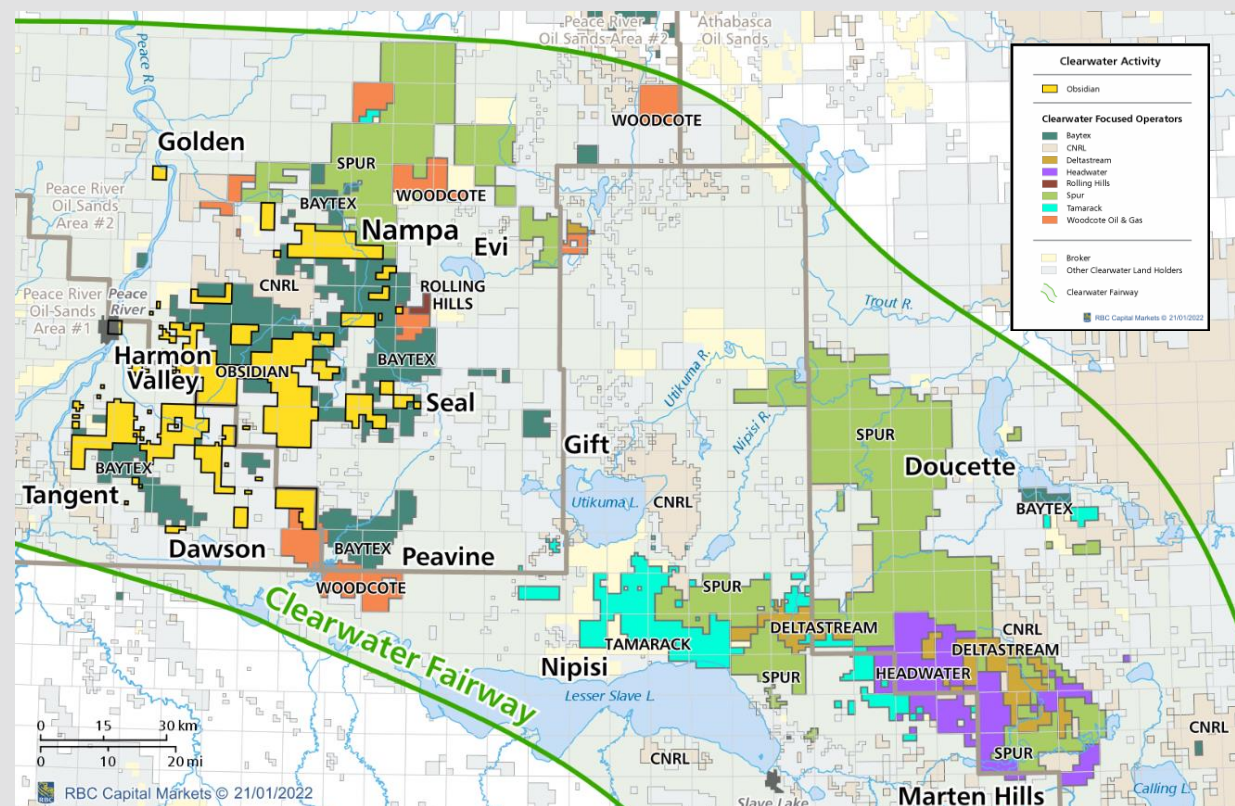 Peace River
Oil Sands Area #2
Athabasca
Oil Sands
Peace R.
Clearwater Activity
Obsidian
Clearwater Focused Operators
Baytex
CNRL
Deltastream
Headwater
Rolling Hills
Spur
Tamarack
Woodcote Oil & Gas
Broker
Other Clearwater Land Holders
Clearwater Fairway
RBC Capital Markets © 21/01/2022
WOODCOTE
Golden
SPUR
Peace River
Oil Sands
Area #2
WOODCOTE
BAYTEX
Nampa
Evi
CNRL
ROLLING
HILLS
Peace River
Oil Sands
Area #1
Peace
River
Trout R.
Harmon
Valley
OBSIDIAN
BAYTEX
Utikuma R.
Seal
Nipisi R.
SPUR
Gift
Doucette
BAYTEX
Tangent
Utikuma L.
CNRL
BAYTEX
Dawson
BAYTEX
Peavine
WOODCOTE
SPUR
Clearwater Fairway
DELTASTREAM
CNRL
TAMARACK
DELTASTREAM
Nipisi
HEADWATER
SPUR
Lesser Slave L.
0 15 30 km
0 10 20 mi
CNRL
CNRL
SPUR
RBC Capital Markets © 21/01/2022
Slave Lake
Marten Hills
Calling L.